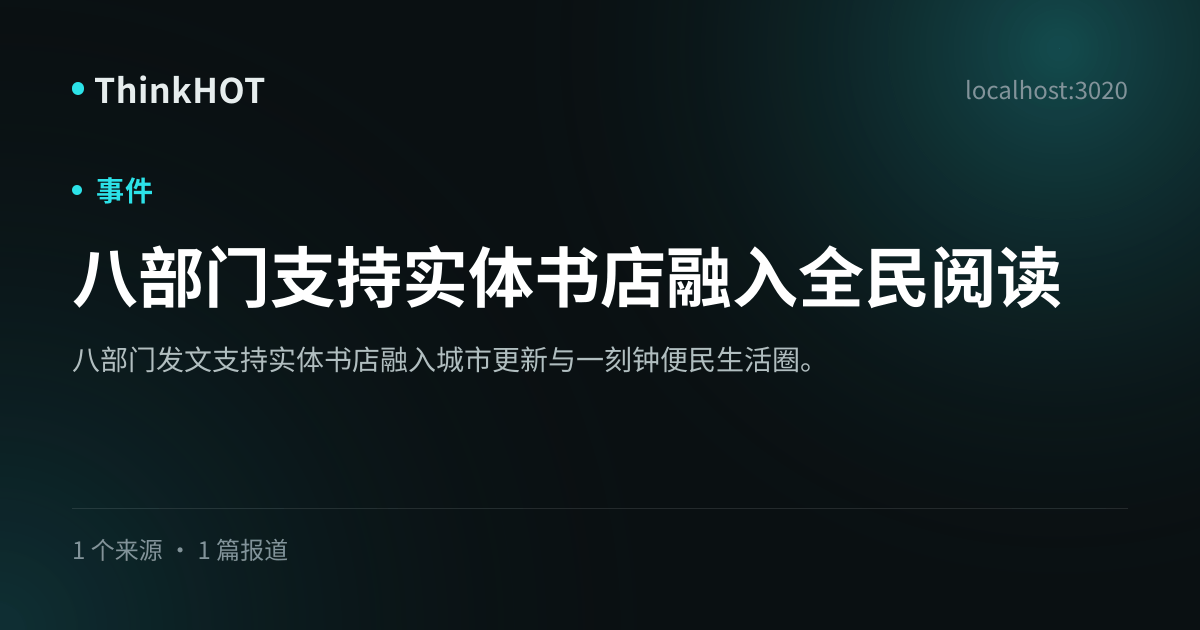 ThinkHOT
localhost:3020
事件
八部门支持实体书店融入全民阅读
八部门发文支持实体书店融入城市更新与一刻钟便民生活圈。
1 个来源 · 1 篇报道